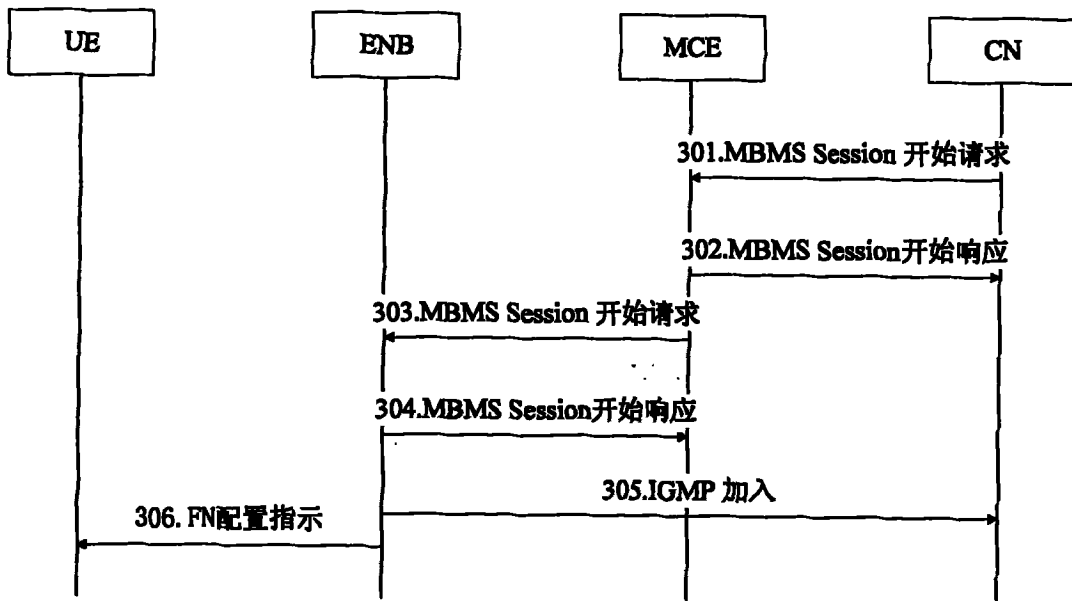 UE
ENB
MCE
CN
301.MBMS Session 开始请求
302.MBMS Session开始响应
303.MBMS Session 开始请求
304.MBMS Session开始响应
305.IGMP 加入
306. FN配置指示